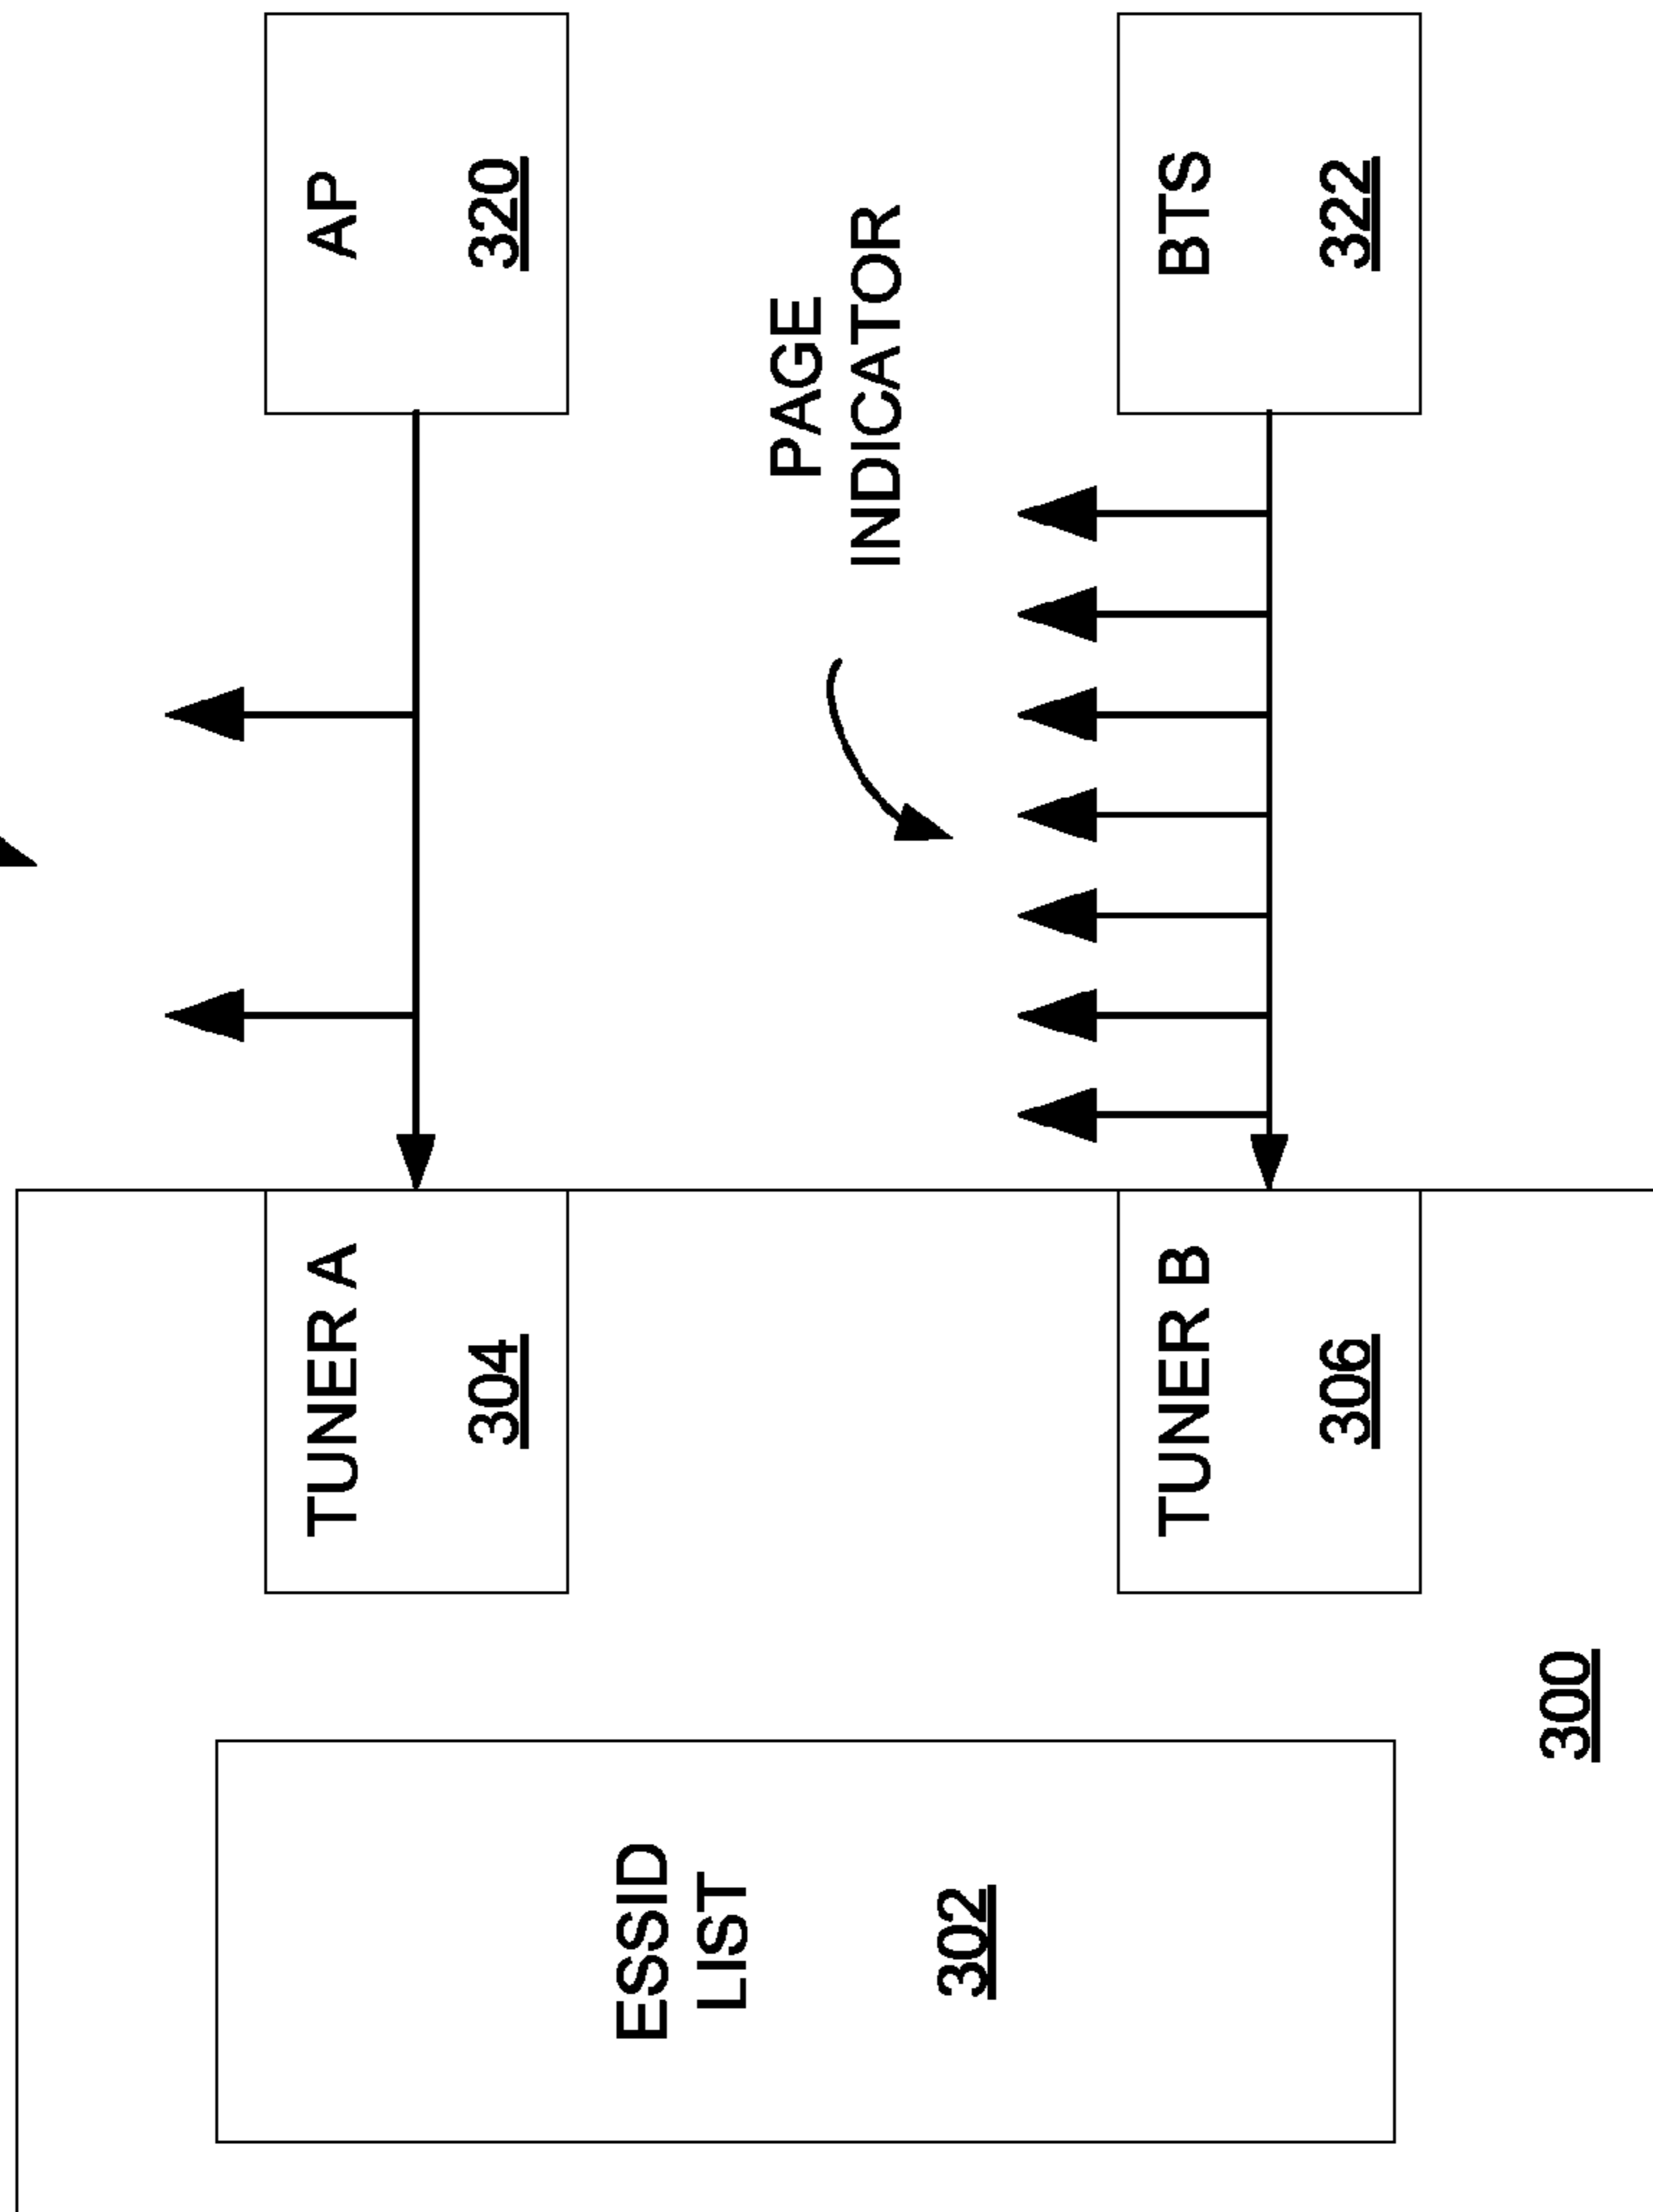 ESSID
LIST
302
TUNER A
304
AP
320
PAGE
INDICATOR
TUNER B
306
BTS
322
300